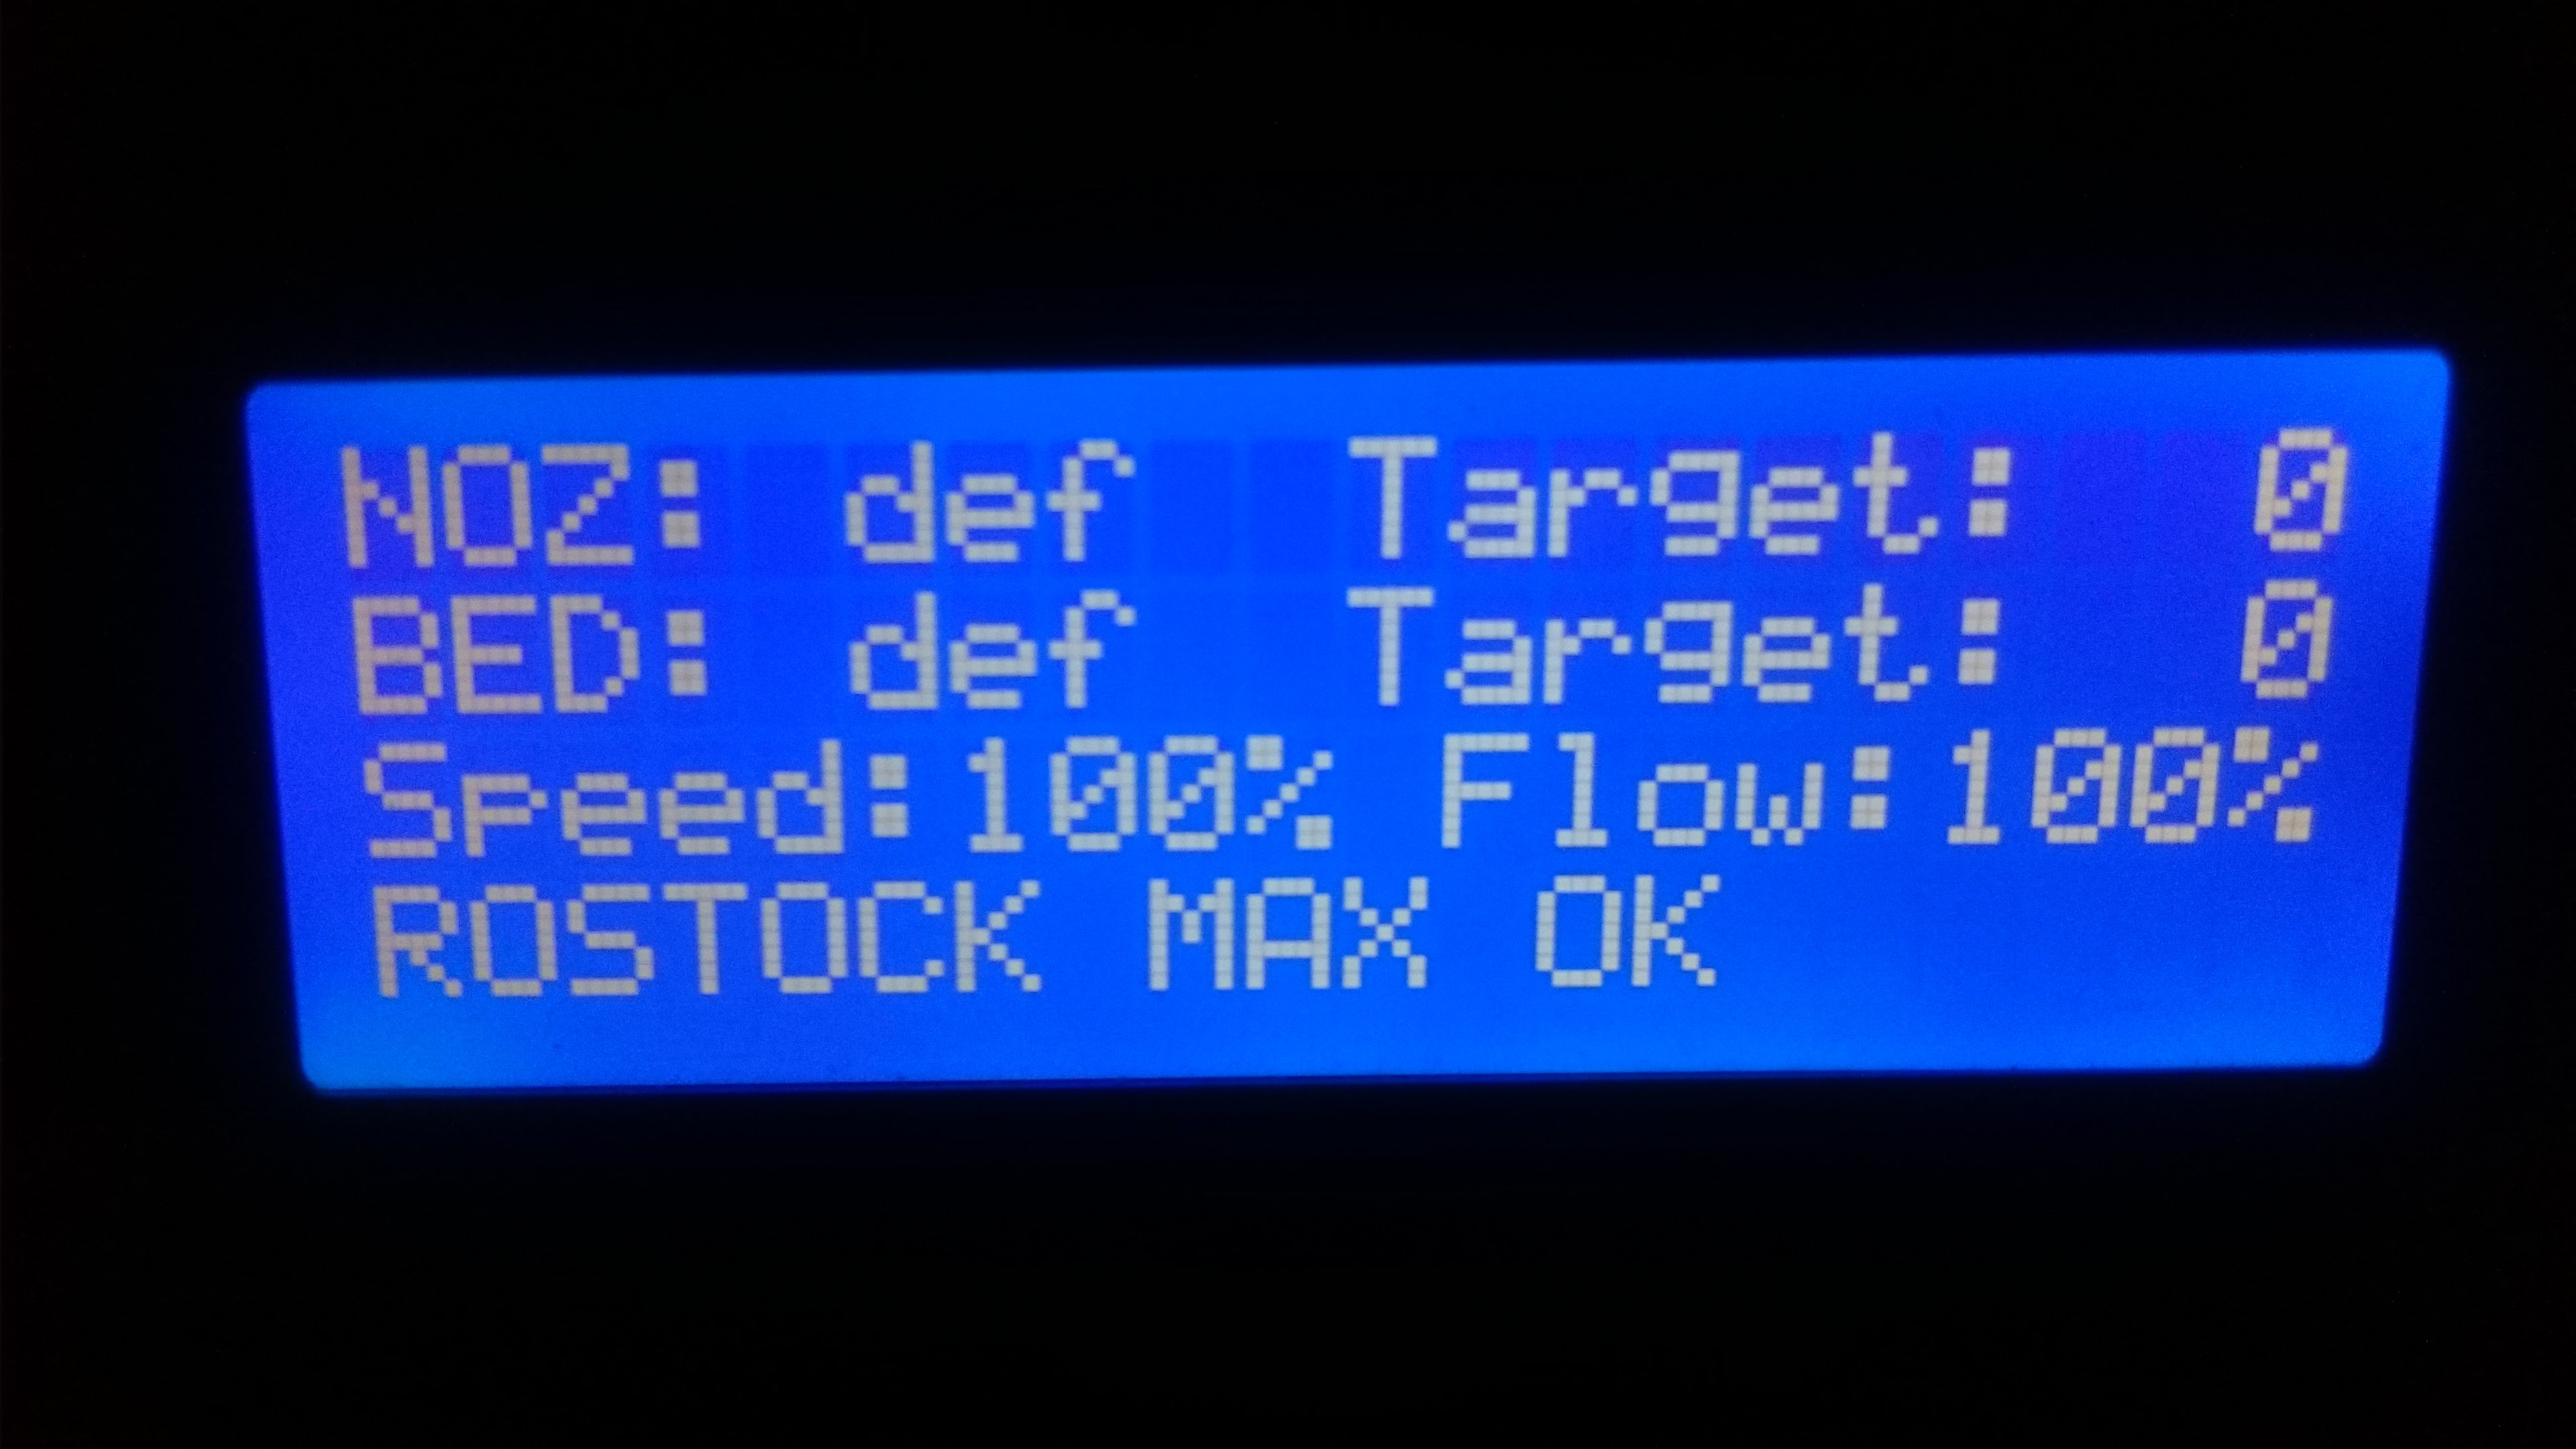 NOZ: def Target: 0
BED: def Target: 0
Speed:100% Flow:100%
ROSTOCK MAX OK